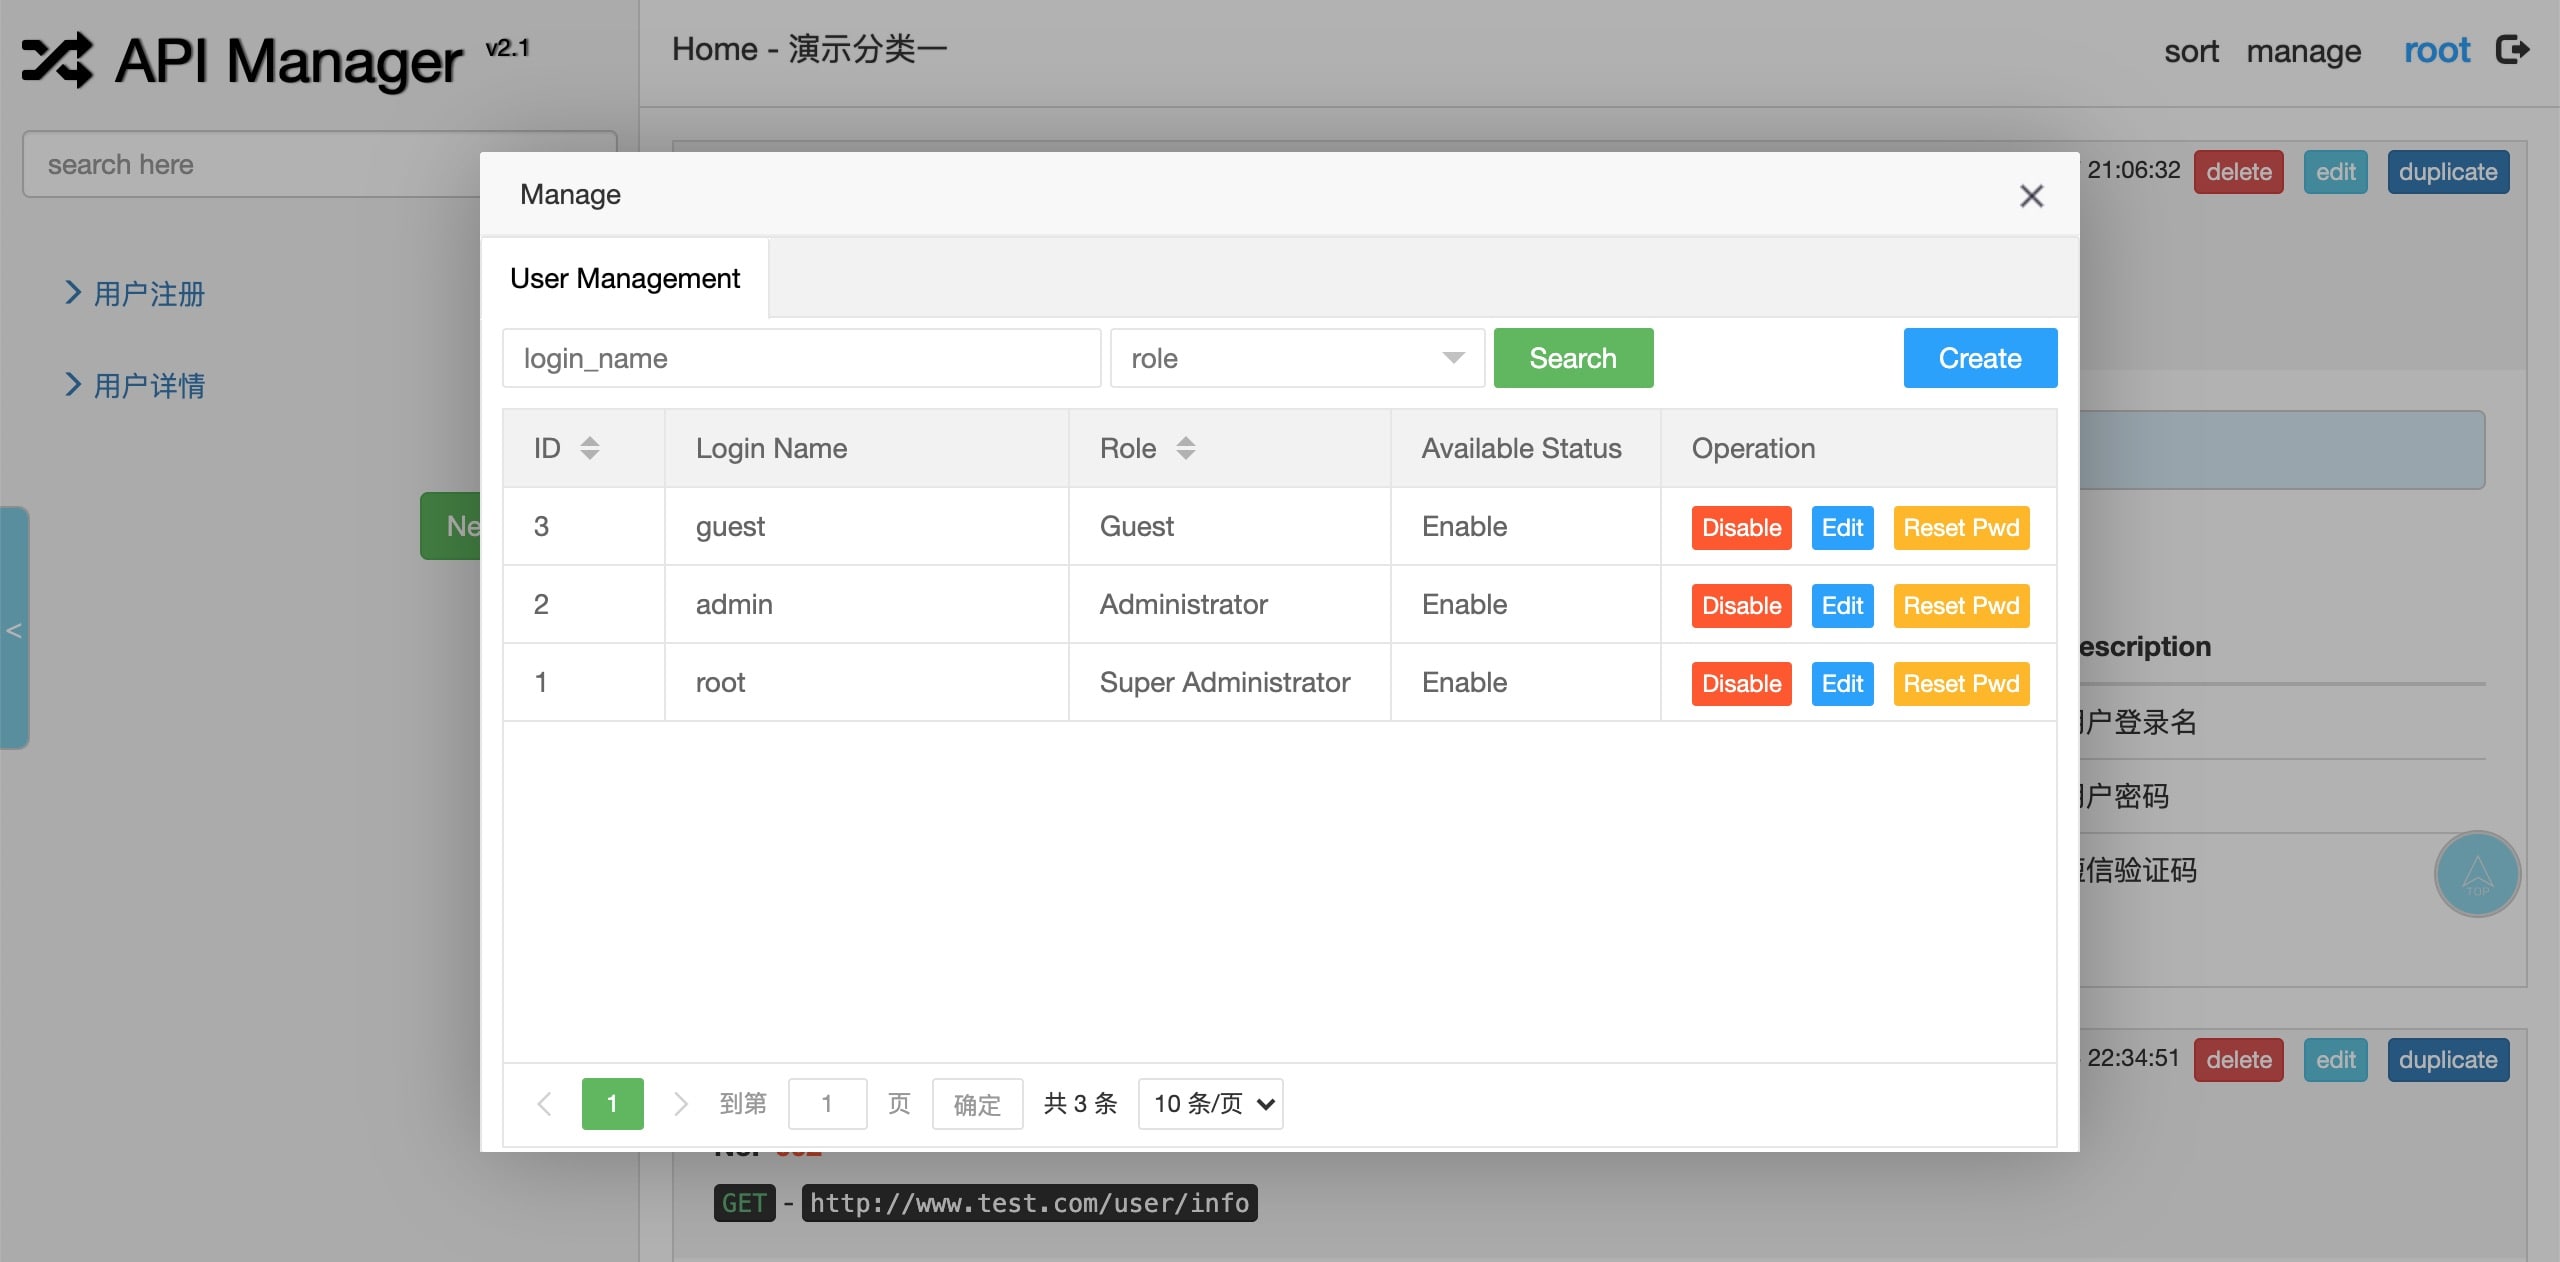 API Manager v2.1
Home - 演示分类一
sort manage root
search here
21:06:32 delete edit duplicate
Manage
用户注册
User Management
用户详情
login_name role Search Create
ID Login Name Role Available Status Operation
3 guest Guest Enable Disable Edit Reset Pwd
2 admin Administrator Enable Disable Edit Reset Pwd
1 root Super Administrator Enable Disable Edit Reset Pwd
<
户登录名
户密码
信验证码
TOP
1 到第 1 页 确定 共 3 条 10 条/页
22:34:51 delete edit duplicate
GET - http://www.test.com/user/info